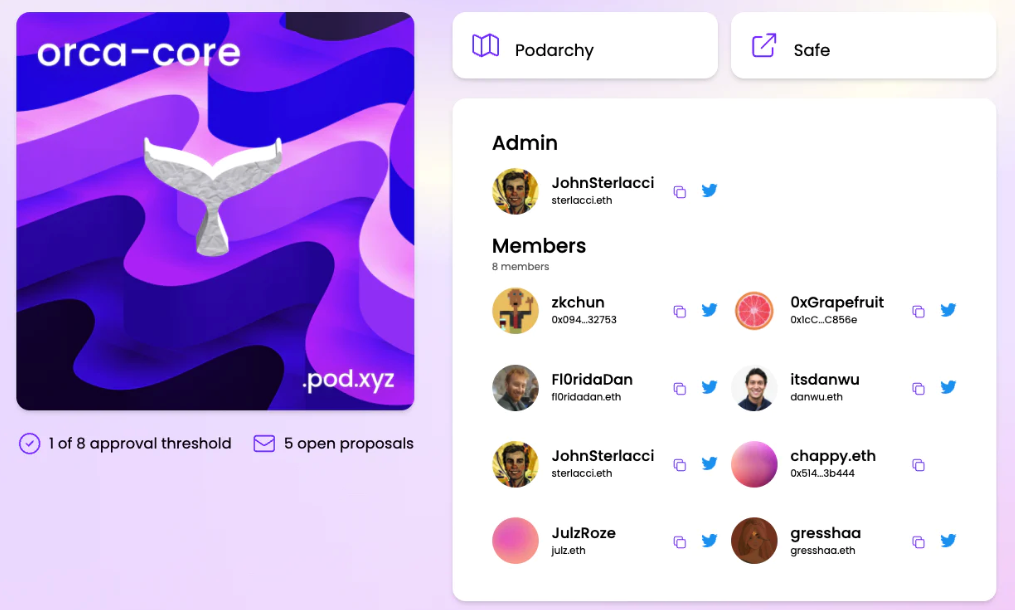 orca-core
.pod.xyz
1 of 8 approval threshold
5 open proposals
Podarchy
Safe
Admin
JohnSterlacci
sterlacci.eth
Members
8 members
zkchun
0x094...32753
0xGrapefruit
0x1cC...C856e
Fl0ridaDan
fl0ridadan.eth
itsdanwu
danwu.eth
JohnSterlacci
sterlacci.eth
chappy.eth
0x514...3b444
JulzRoze
julz.eth
gresshaa
gresshaa.eth